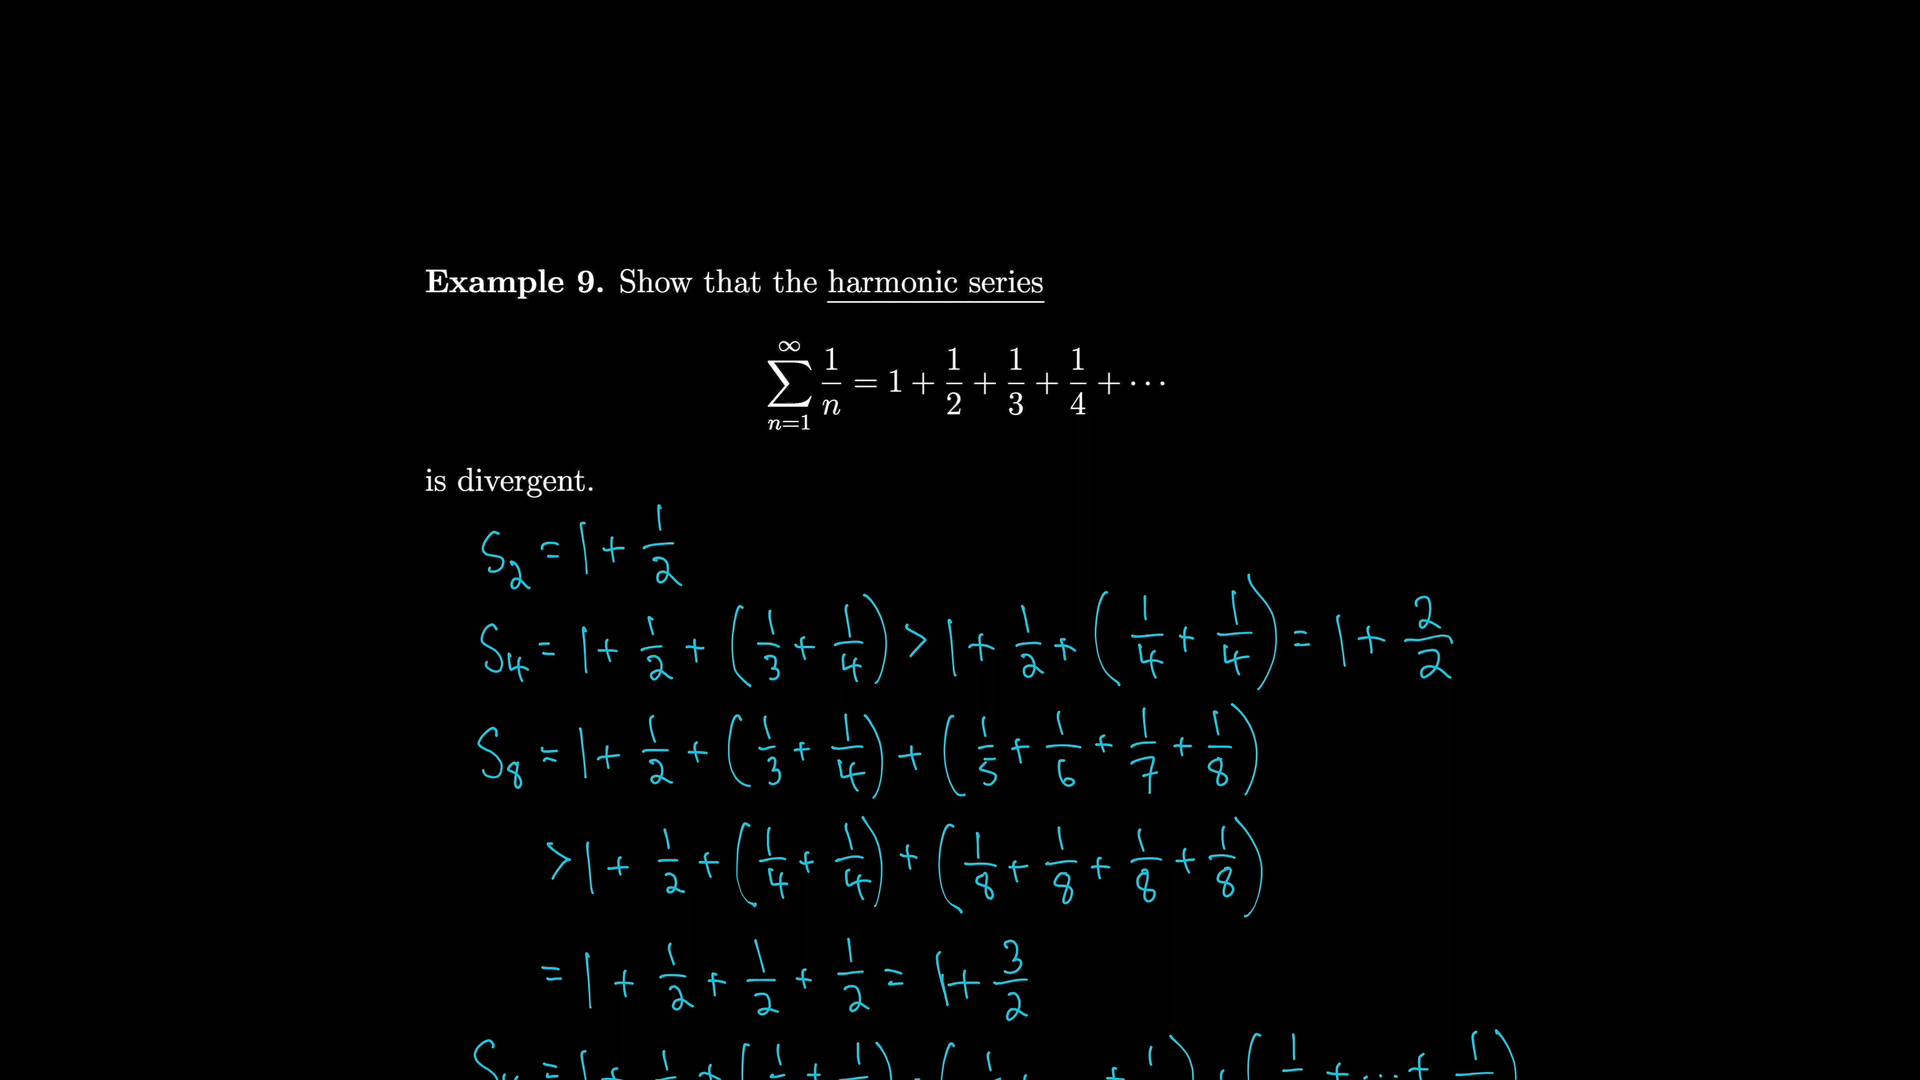 Example 9. Show that the harmonic series
∑_{n=1}^{∞} 1/n = 1 + 1/2 + 1/3 + 1/4 + ⋯
is divergent.
S₂ = 1 + 1/2
S₄ = 1 + 1/2 + (1/3 + 1/4) > 1 + 1/2 + (1/4 + 1/4) = 1 + 2/2
S₈ = 1 + 1/2 + (1/3 + 1/4) + (1/5 + 1/6 + 1/7 + 1/8)
> 1 + 1/2 + (1/4 + 1/4) + (1/8 + 1/8 + 1/8 + 1/8)
= 1 + 1/2 + 1/2 + 1/2 = 1 + 3/2